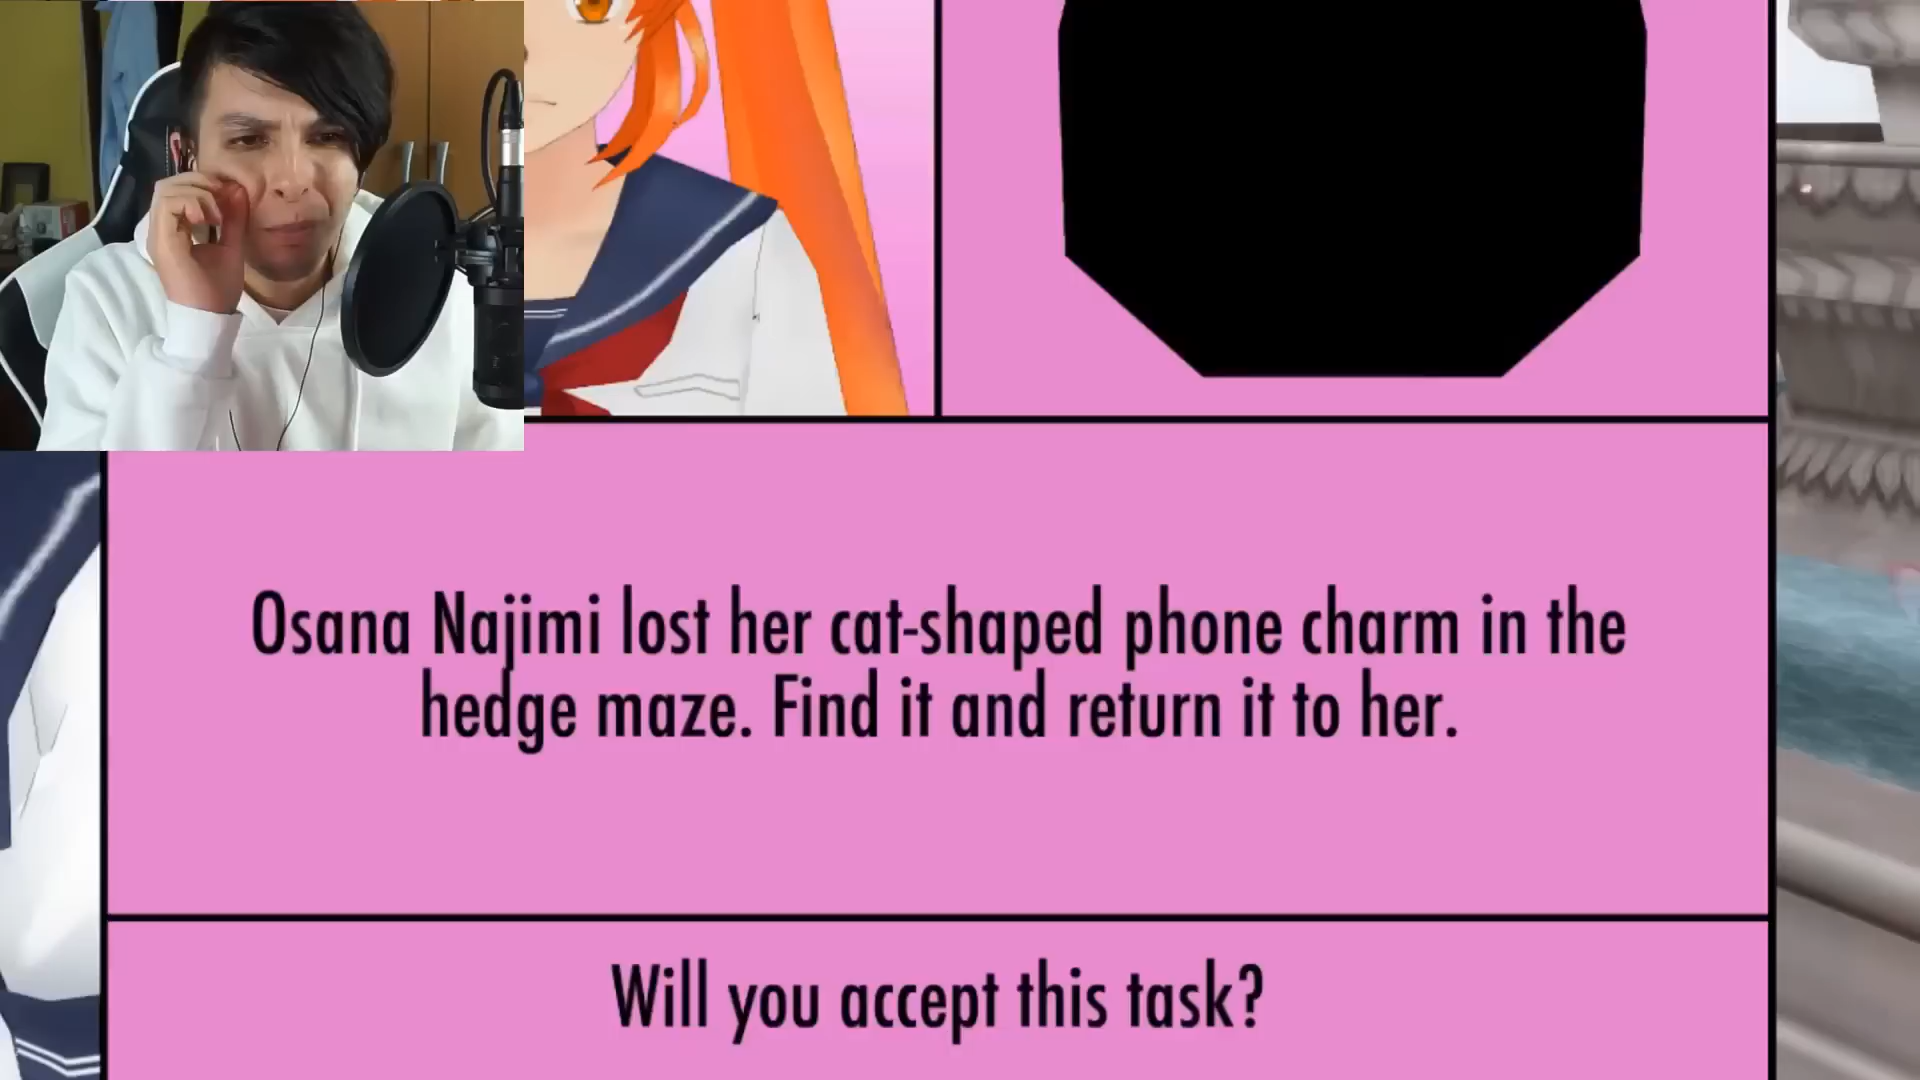 Osana Najimi lost her cat-shaped phone charm in the
hedge maze. Find it and return it to her.
Will you accept this task?